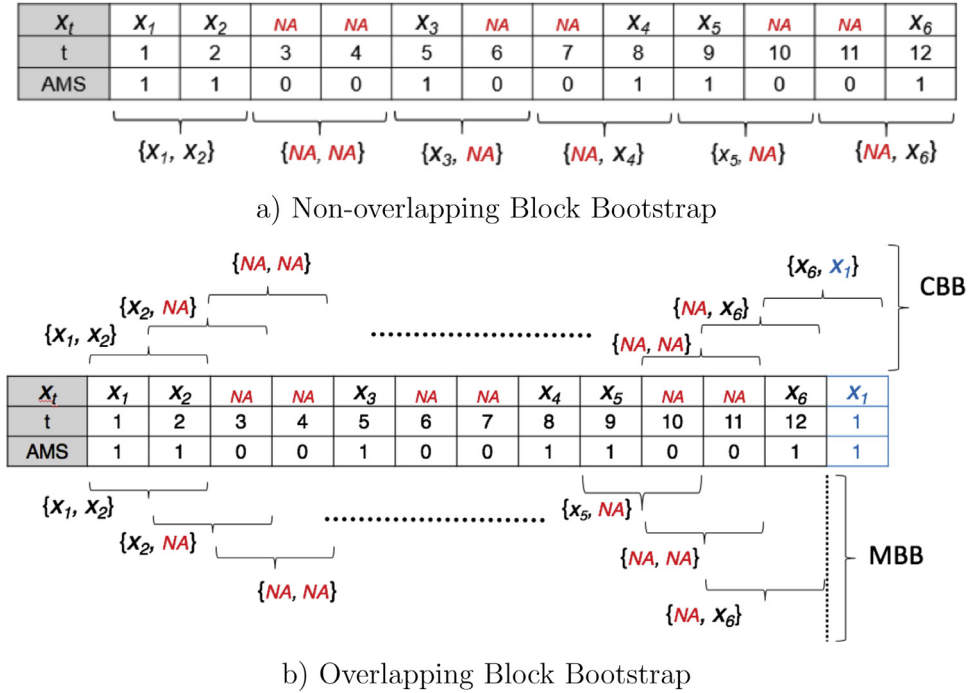 Xt X1 X2 NA NA X3 NA NA X4 X5 NA NA X6
t 1 2 3 4 5 6 7 8 9 10 11 12
AMS 1 1 0 0 1 0 0 1 1 0 0 1
{X1, X2} {NA, NA} {X3, NA} {NA, X4} {x5, NA} {NA, X6}
a) Non-overlapping Block Bootstrap
{NA, NA} {X6, X1}
{X2, NA} {NA, X6} CBB
{X1, X2} {NA, NA}
Xt X1 X2 NA NA X3 NA NA X4 X5 NA NA X6 X1
t 1 2 3 4 5 6 7 8 9 10 11 12 1
AMS 1 1 0 0 1 0 0 1 1 0 0 1 1
{X1, X2} {x5, NA}
{X2, NA} {NA, NA} MBB
{NA, NA} {NA, X6}
b) Overlapping Block Bootstrap